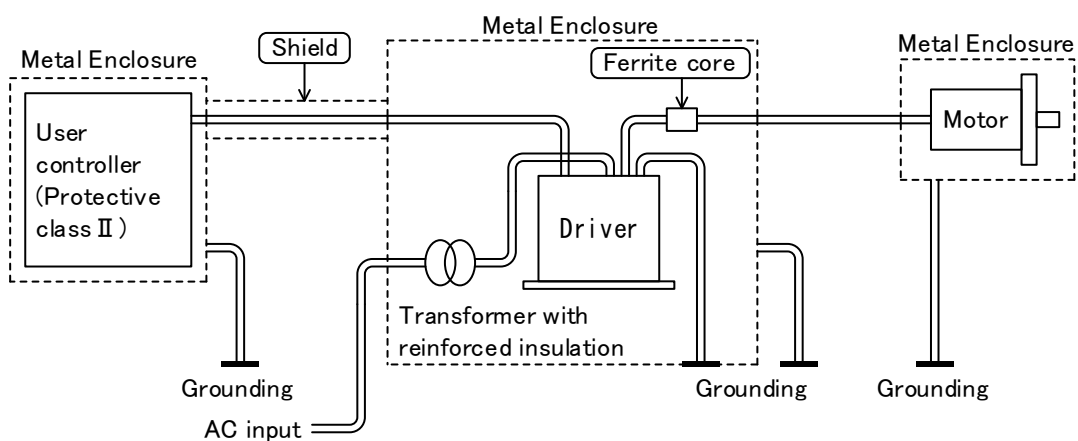 Metal Enclosure
Shield
User
controller
(Protective
class Ⅱ)
Grounding
AC input
Metal Enclosure
Ferrite core
Driver
Transformer with
reinforced insulation
Grounding
Metal Enclosure
Motor
Grounding